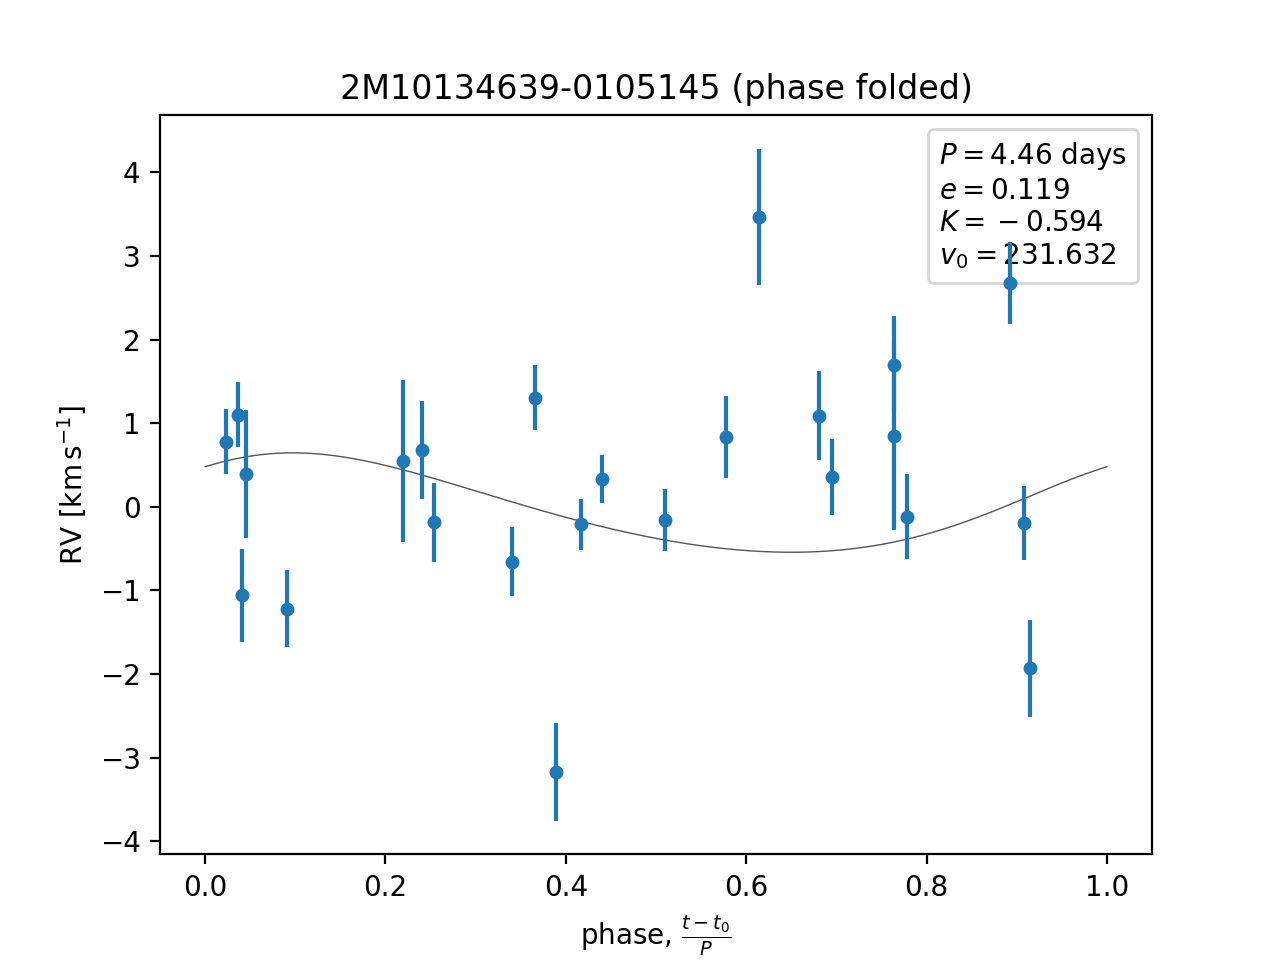 2M10134639-0105145 (phase folded)
P = 4.46 days
e = 0.119
K = −0.594
v₀ = 231.632
4
3
2
1
0
−1
−2
−3
−4
RV [km s⁻¹]
0.0 0.2 0.4 0.6 0.8 1.0
phase, (t − t₀)/P